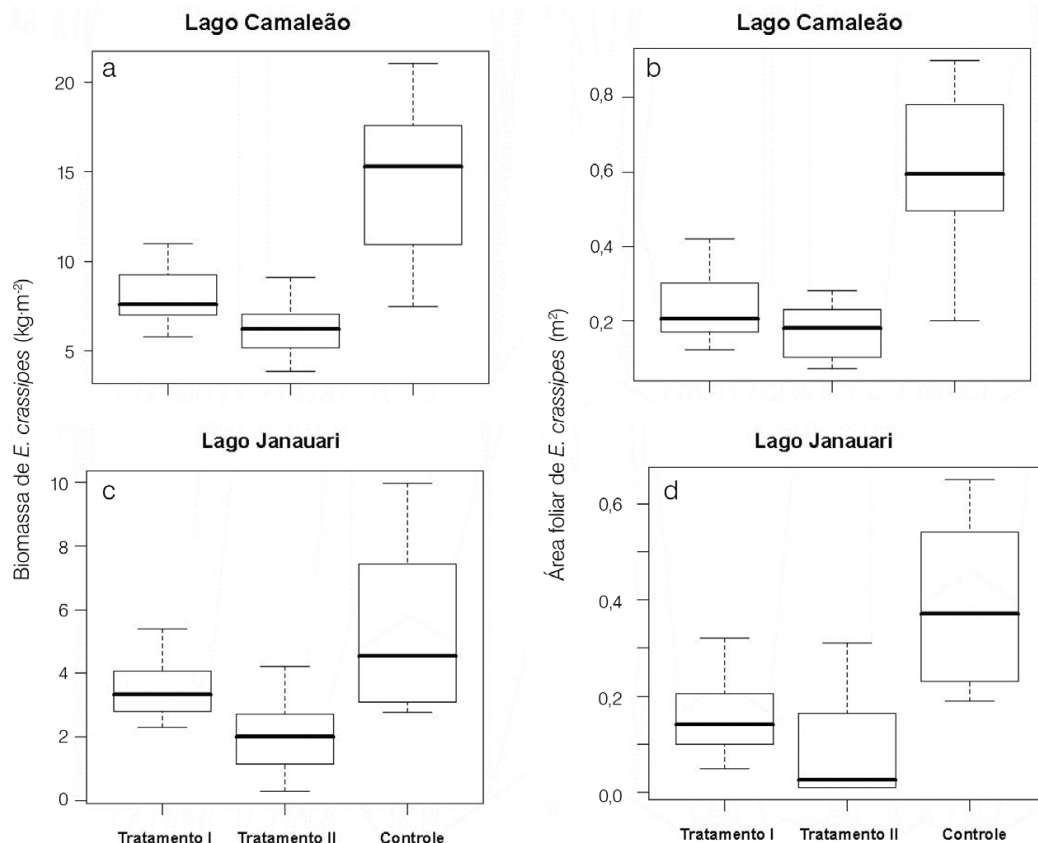 Lago Camaleão
a
20
15
10
5
Lago Camaleão
b
0,8
0,6
0,4
0,2
Biomassa de E. crassipes (kg·m⁻²)
Área foliar de E. crassipes (m²)
Lago Janauari
c
10
8
6
4
2
0
Tratamento I Tratamento II Controle
Lago Janauari
d
0,6
0,4
0,2
0,0
Tratamento I Tratamento II Controle